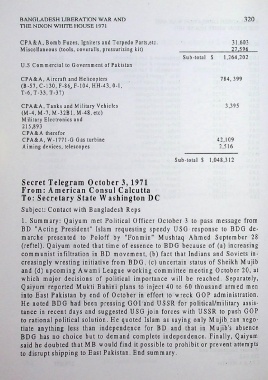 BANGLADESH LIBERATION WAR AND
THE NIXON WHITE HOUSE 1971
320
CPA&A, Bomb Fuzes, Igniters and Torpedo Parts, etc. 31,603
Miscellaneous (tools, coveralls, protruding kit) 27,596
Sub-total $ 1,264,202
U.S Commercial to Government of Pakistan
CPA&A, Aircraft and Helicopters 784,399
(B-57, C-130, F-86, F-104, HH-43, 0-1,
T-6, T-33, T-37)
CPA&A, Tanks and Military Vehicles 3,395
(M-4, M-7, M-32B1, M-48, etc)
Military Electronics and
215,893
CPA&A therefor
CPA&A, W-1771-G Gas turbine 42,109
Aiming devices, telescopes 2,516
Sub-total $ 1,048,312
Secret Telegram October 3, 1971
From: American Consul Calcutta
To: Secretary State Washington DC
Subject: Contact with Bangladesh Reps
1. Summary: Qaiyum met Political Officer October 3 to pass message from
BD "Acting President" Islam requesting speedy USG response to BDG de-
marche presented to Poloff by "Fonmin" Mushtaq Ahmed September 28
(reftel). Qaiyum noted that time of essence to BDG because of (a) increasing
communist infiltration in BD movement, (b) fact that Indians and Soviets in-
creasingly wresting initiative from BDG, (c) uncertain status of Sheikh Mujib
and (d) upcoming Awami League working committee meeting October 20, at
which major decisions of political importance will be reached. Separately,
Qaiyum reported Mukti Bahini plans to inject 40 to 60 thousand armed men
into East Pakistan by end of October in effort to wreck GOP administration.
He noted BDG had been pressing GOI and USSR for political/military assis-
tance in recent days and suggested USG join forces with USSR to push GOP
to rational political solution. He quoted Islam as saying only Mujib can nego-
tiate anything less than independence for BD and that in Mujib's absence
BDG has no choice but to demand complete independence. Finally, Qaiyum
said he doubted that MB would find it possible to prohibit or prevent attempts
to disrupt shipping to East Pakistan. End summary.